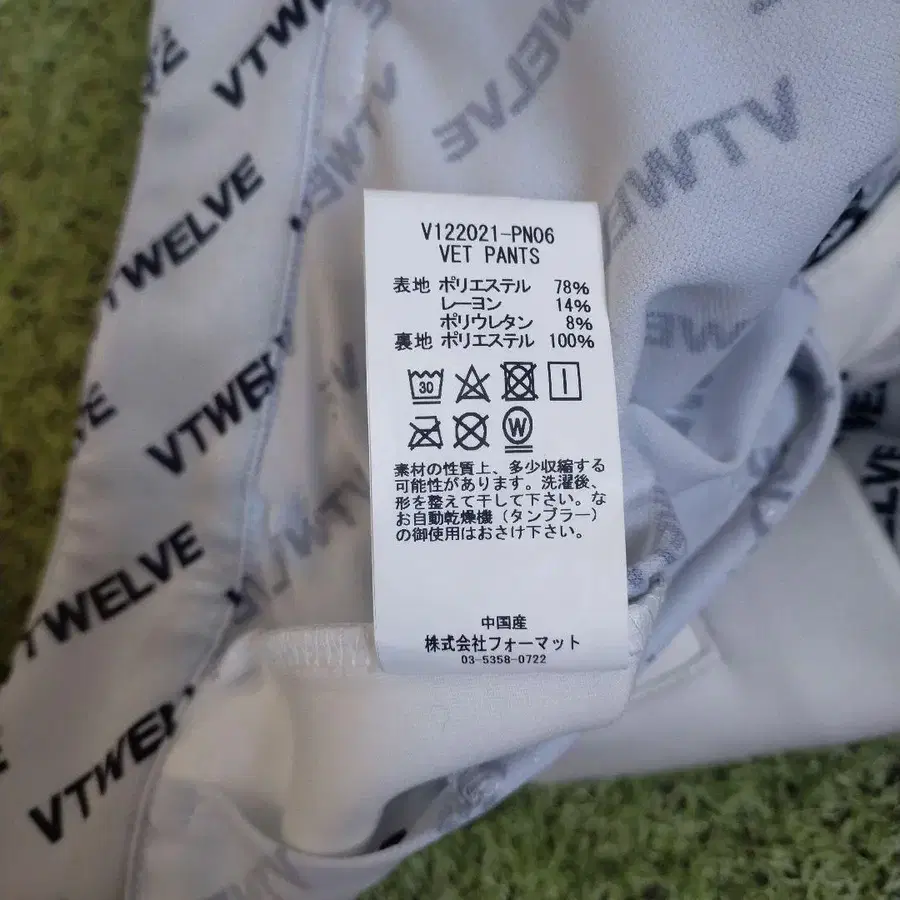 VTWELVE
VTWELVE
VTWELVE
VTWELVE
V122021-PN06
VET PANTS
表地 ポリエステル 78%
レーヨン 14%
ポリウレタン 8%
裏地 ポリエステル 100%
30
W
素材の性質上、多少収縮する
可能性があります。洗濯後、
形を整えて干して下さい。な
お自動乾燥機（タンブラー）
の御使用はおさけ下さい。
中国産
株式会社フォーマット
03-5358-0722
VTWELVE
VTWELVE